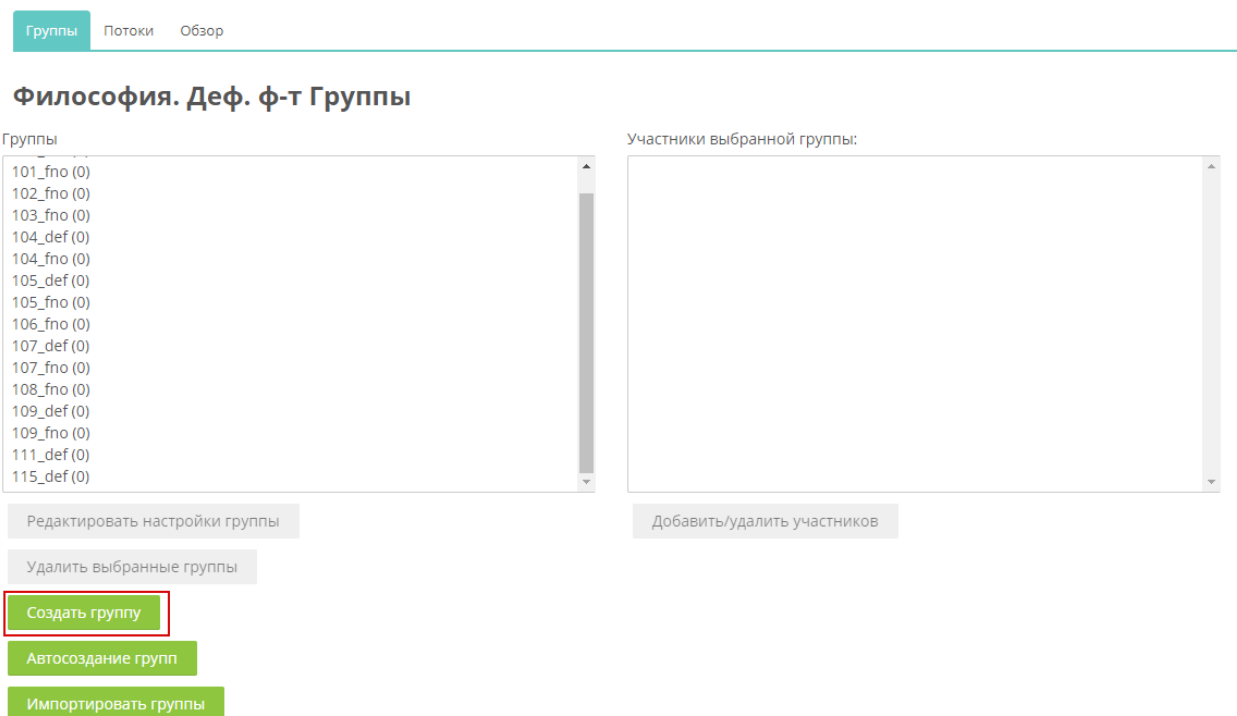 Группы Потоки Обзор
Философия. Деф. ф-т Группы
Группы
101_fno (0)
102_fno (0)
103_fno (0)
104_def (0)
104_fno (0)
105_def (0)
105_fno (0)
106_fno (0)
107_def (0)
107_fno (0)
108_fno (0)
109_def (0)
109_fno (0)
111_def (0)
115_def (0)
Участники выбранной группы:
Редактировать настройки группы
Добавить/удалить участников
Удалить выбранные группы
Создать группу
Автосоздание групп
Импортировать группы